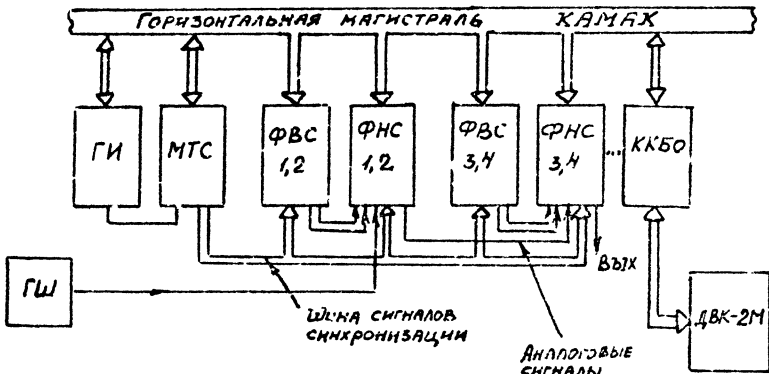 ГОРИЗОНТАЛЬНАЯ МАГИСТРАЛЬ КАМАК
ГИ
МТС
ФВС
1,2
ФНС
1,2
ФВС
3,4
ФНС
3,4
...
ККБО
ВЫХ
ГШ
ШИНА СИГНАЛОВ
СИНХРОНИЗАЦИИ
АНАЛОГОВЫЕ
СИГНАЛЫ
ДВК-2М